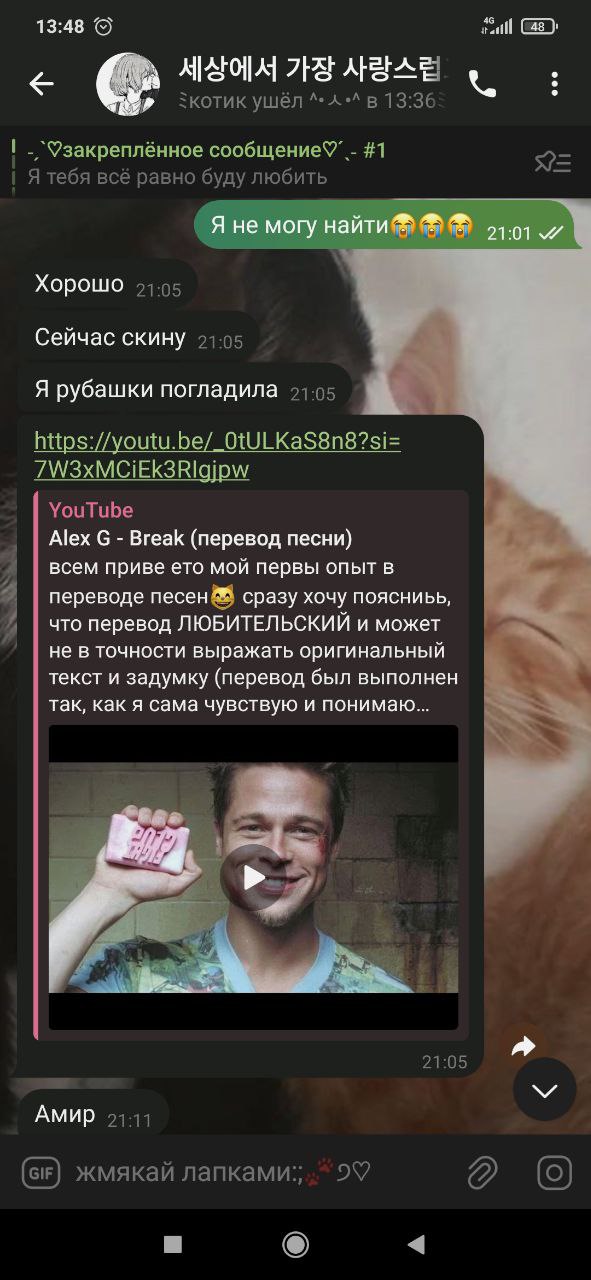 13:48
4G
48
세상에서 가장 사랑스럽
котик ушёл ^•ㅅ•^ в 13:36
-ˏˋ♡закреплённое сообщение♡ˊˎ- #1
Я тебя всё равно буду любить
Я не могу найти😭😭😭 21:01
Хорошо 21:05
Сейчас скину 21:05
Я рубашки погладила 21:05
https://youtu.be/_0tULKaS8n8?si=
7W3xMCiEk3RIgjpw
YouTube
Alex G - Break (перевод песни)
всем приве ето мой первы опыт в
переводе песен😸 сразу хочу поясниьь,
что перевод ЛЮБИТЕЛЬСКИЙ и может
не в точности выражать оригинальный
текст и задумку (перевод был выполнен
так, как я сама чувствую и понимаю…
FIGHT
CLUB
21:05
Амир 21:11
GIF жмякай лапками:;🐾੭♡